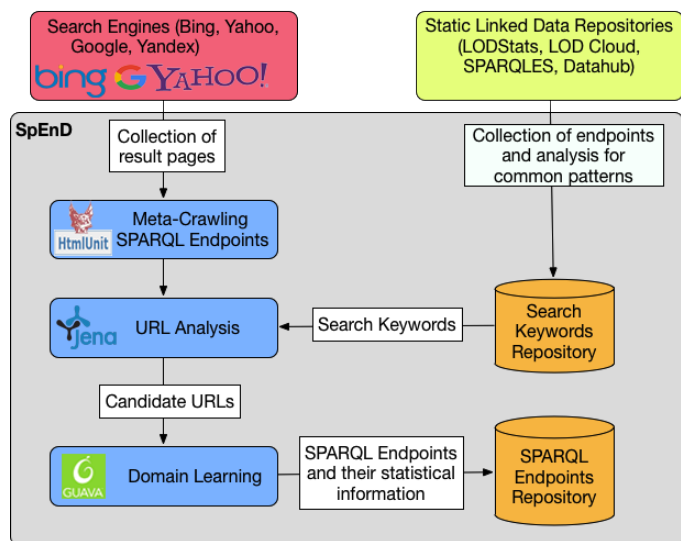 Search Engines (Bing, Yahoo,
Google, Yandex)
bing G YAHOO!
Static Linked Data Repositories
(LODStats, LOD Cloud,
SPARQLES, Datahub)
SpEnD
Collection of
result pages
Collection of endpoints
and analysis for
common patterns
HtmlUnit
Meta-Crawling
SPARQL Endpoints
Jena
URL Analysis
Search Keywords
Search
Keywords
Repository
Candidate URLs
GUAVA
Domain Learning
SPARQL Endpoints
and their statistical
information
SPARQL
Endpoints
Repository